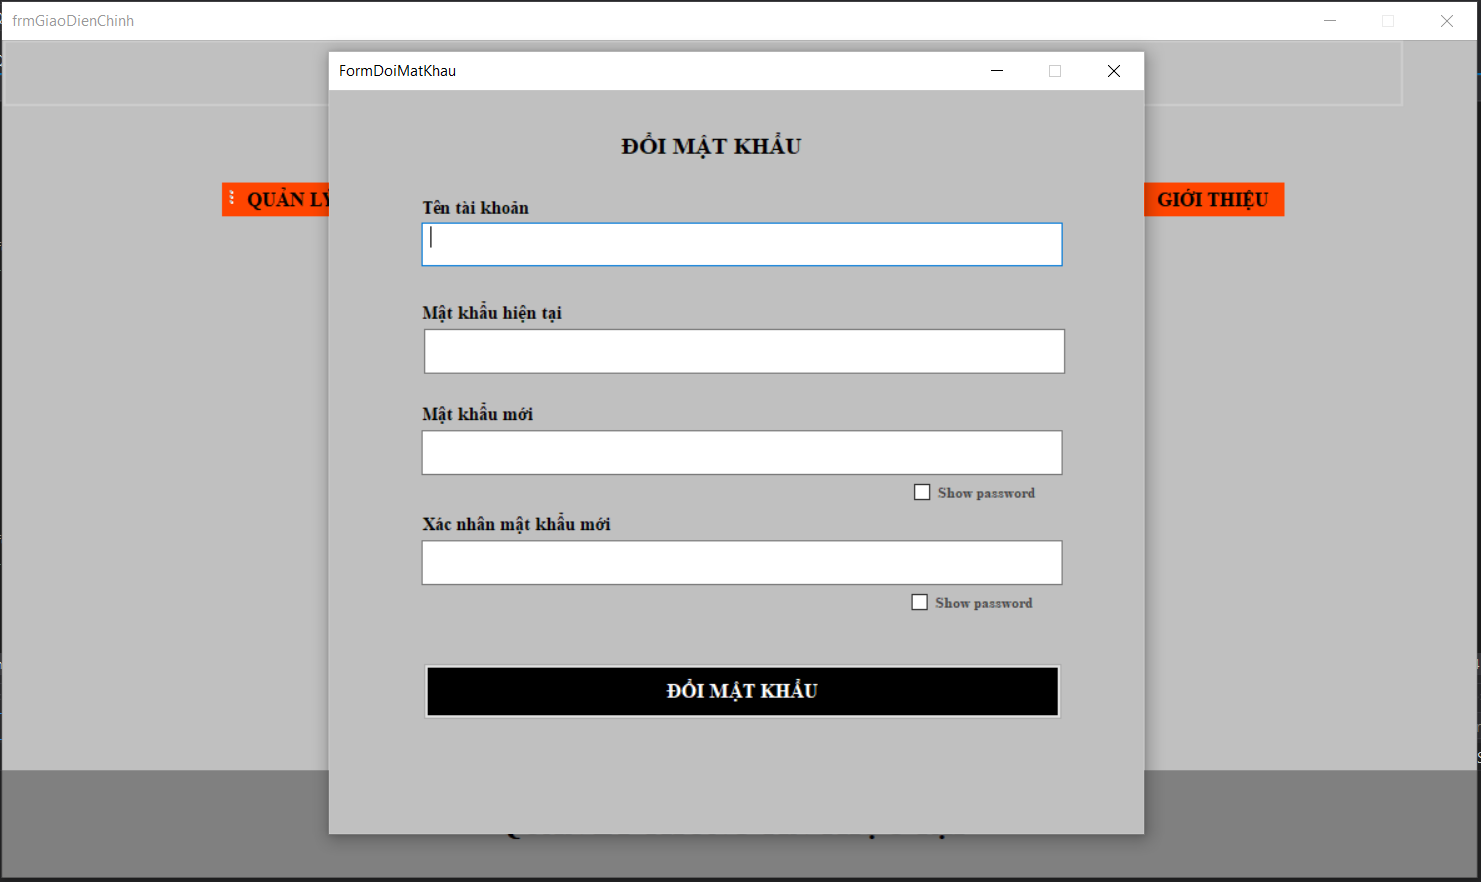 frmGiaoDienChinh
FormDoiMatKhau
ĐỔI MẬT KHẨU
QUẢN LÝ
GIỚI THIỆU
Tên tài khoản
Mật khẩu hiện tại
Mật khẩu mới
Show password
Xác nhân mật khẩu mới
Show password
ĐỔI MẬT KHẨU